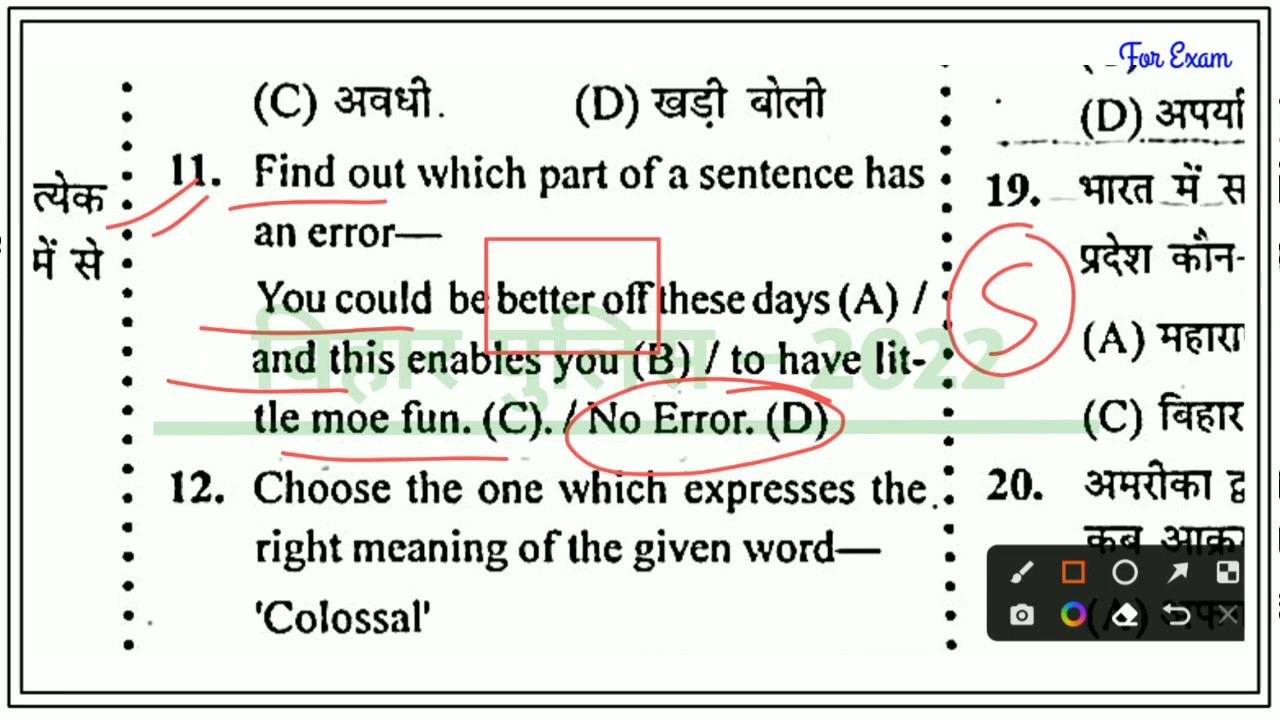 For Exam
(C) अवधी. (D) खड़ी बोली
11. Find out which part of a sentence has
an error—
You could be better off these days (A) /
and this enables you (B) / to have lit-
tle moe fun. (C). / No Error. (D)
12. Choose the one which expresses the
right meaning of the given word—
'Colossal'
त्येक
में से
(D) अपर्या
19. भारत में स
प्रदेश कौन-
(A) महारा
(C) बिहार
20. अमरीका द्व
कब आक्र
(A) अफग
बिहार पुलिस - 2022
S